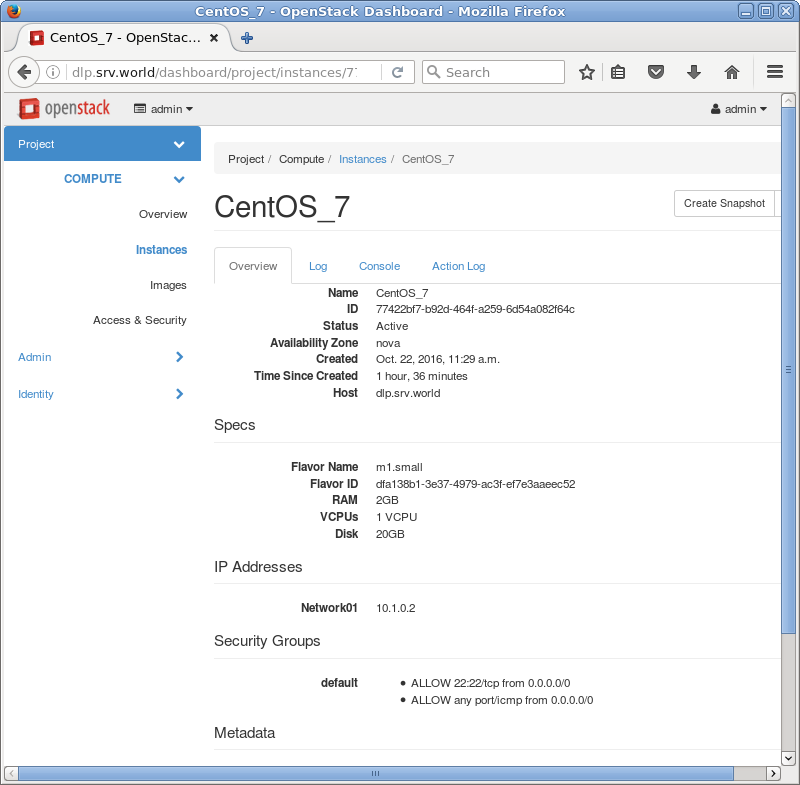 CentOS_7 - OpenStack Dashboard - Mozilla Firefox
CentOS_7 - OpenStac...
dlp.srv.world/dashboard/project/instances/77
Search
openstack
admin
admin
Project
COMPUTE
Overview
Instances
Images
Access & Security
Admin
Identity
Project / Compute / Instances / CentOS_7
CentOS_7
Create Snapshot
Overview Log Console Action Log
Name CentOS_7
ID 77422bf7-b92d-464f-a259-6d54a082f64c
Status Active
Availability Zone nova
Created Oct. 22, 2016, 11:29 a.m.
Time Since Created 1 hour, 36 minutes
Host dlp.srv.world
Specs
Flavor Name m1.small
Flavor ID dfa138b1-3e37-4979-ac3f-ef7e3aaeec52
RAM 2GB
VCPUs 1 VCPU
Disk 20GB
IP Addresses
Network01 10.1.0.2
Security Groups
default
ALLOW 22:22/tcp from 0.0.0.0/0
ALLOW any port/icmp from 0.0.0.0/0
Metadata